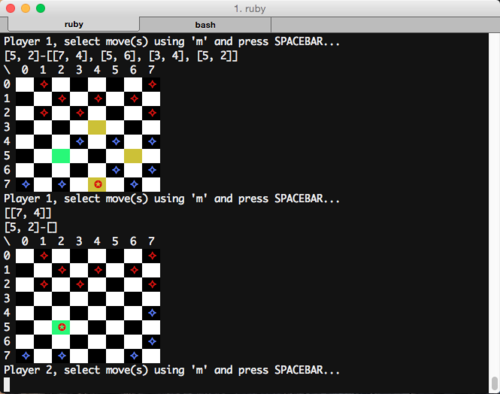 1. ruby
ruby bash
Player 1, select move(s) using 'm' and press SPACEBAR...
[5, 2]-[[7, 4], [5, 6], [3, 4], [5, 2]]
\ 0 1 2 3 4 5 6 7
0
1
2
3
4
5
6
7
Player 1, select move(s) using 'm' and press SPACEBAR...
[[7, 4]]
[5, 2]-[]
\ 0 1 2 3 4 5 6 7
0
1
2
3
4
5
6
7
Player 2, select move(s) using 'm' and press SPACEBAR...